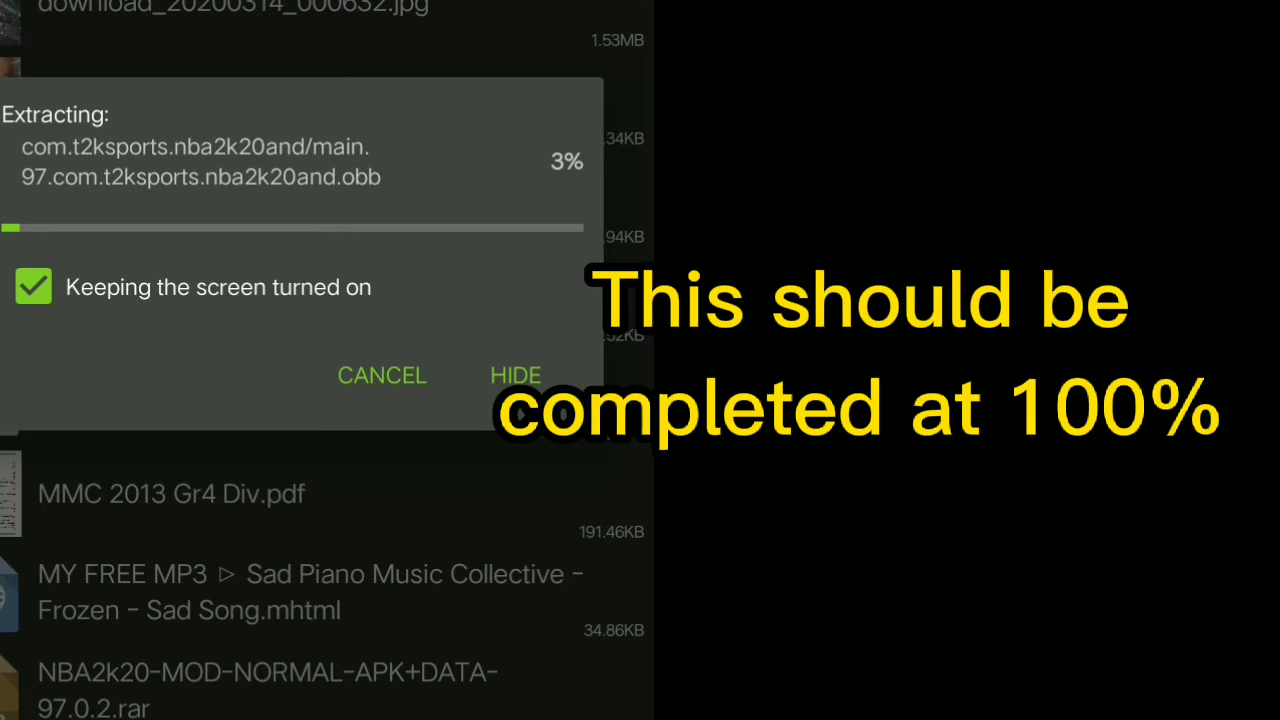 download_20200314_000632.jpg
1.53MB
Extracting:
com.t2ksports.nba2k20and/main.
97.com.t2ksports.nba2k20and.obb
3%
.34KB
.94KB
Keeping the screen turned on
This should be
.52KB
CANCEL HIDE
completed at 100%
MMC 2013 Gr4 Div.pdf
191.46KB
MY FREE MP3 ▷ Sad Piano Music Collective -
Frozen - Sad Song.mhtml
34.86KB
NBA2k20-MOD-NORMAL-APK+DATA-
97.0.2.rar